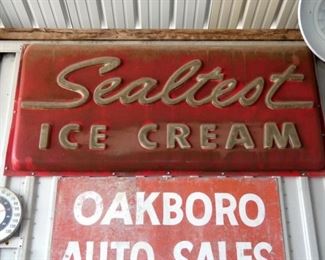 Sealtest
ICE CREAM
OAKBORO
AUTO SALES